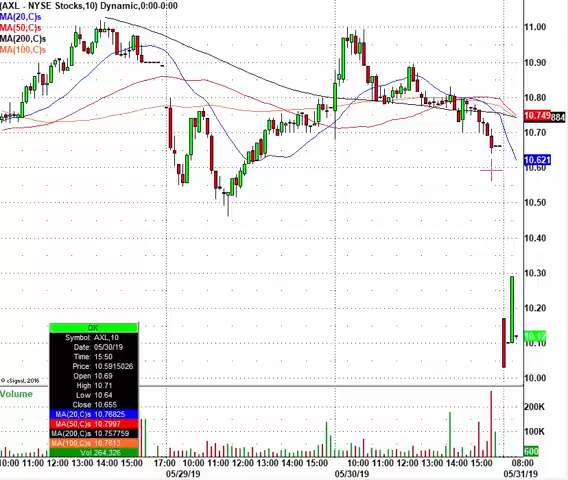 (AXL - NYSE Stocks,10) Dynamic,0:00-0:00
MA(20,C)s
MA(50,C)s
MA(200,C)s
MA(100,C)s
11.00
10.90
10.80
10.749
884
10.70
10.621
10.60
10.50
10.40
10.30
10.20
10.12
10.10
10.00
OK
Symbol: AXL,10
Date: 05/30/19
Time: 15:50
Price: 10.5915026
Open 10.69
High 10.71
Low 10.64
Close 10.655
MA(20,C)s 10.76825
MA(50,C)s 10.7997
MA(200,C)s 10.757759
MA(100,C)s 10.7813
Vol 264,326
© eSignal, 2016
Volume
200K
100K
600
10:00 11:00 12:00 13:00 14:00 15:00 17:00 10:00 11:00 12:00 13:00 14:00 15:00 10:00 11:00 12:00 13:00 14:00 15:00 08:00
05/29/19 05/30/19 05/31/19